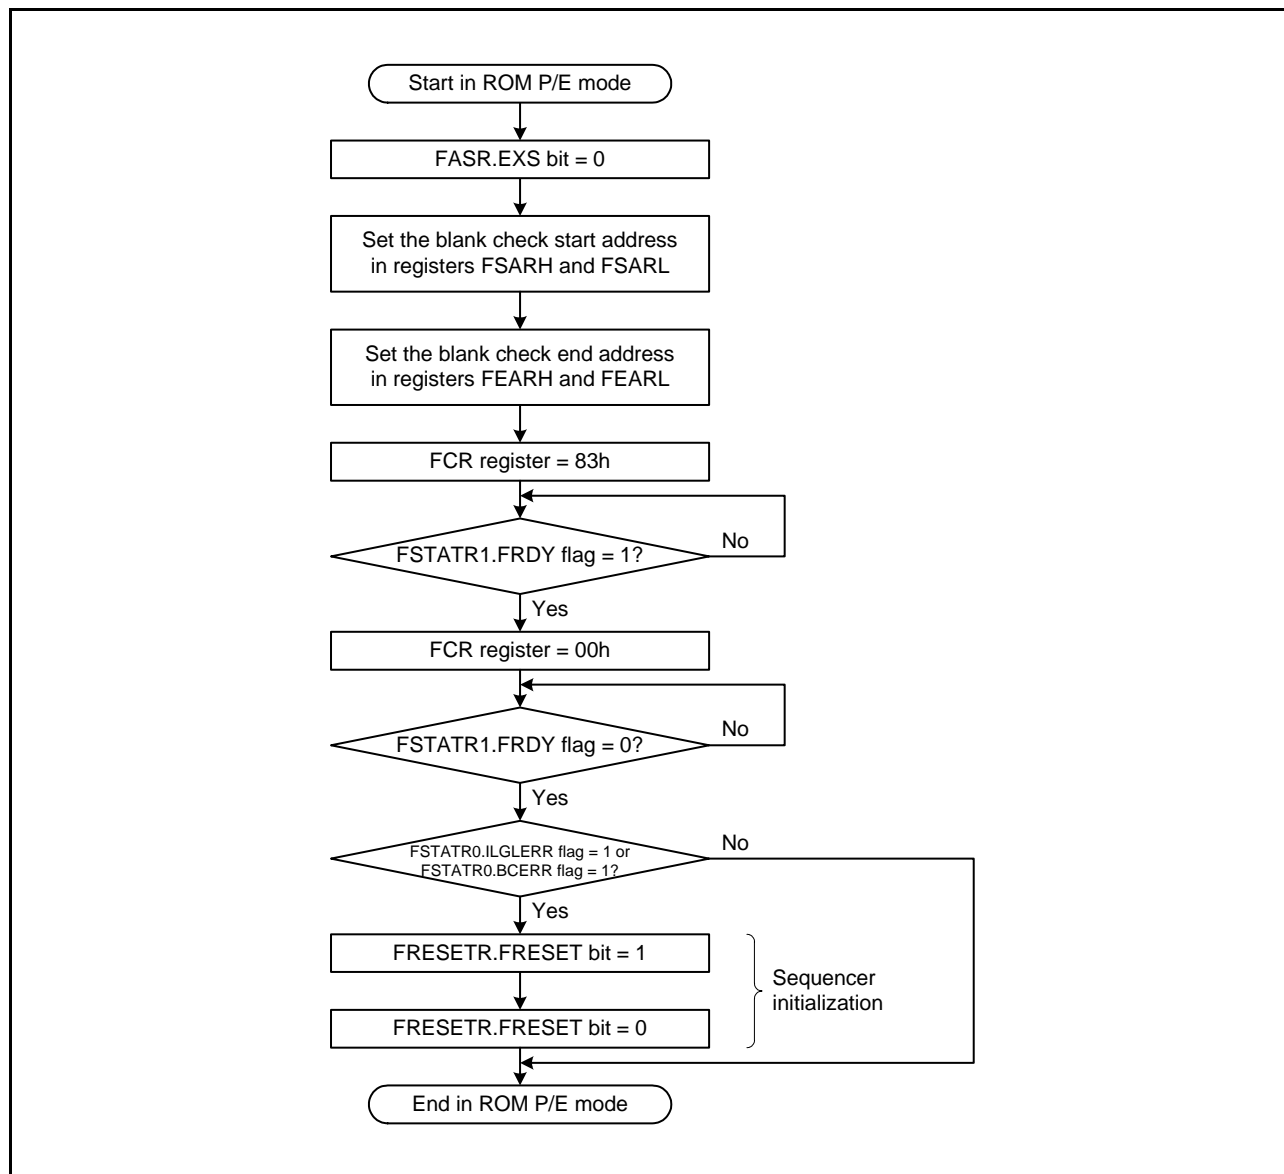 Start in ROM P/E mode
FASR.EXS bit = 0
Set the blank check start address
in registers FSARH and FSARL
Set the blank check end address
in registers FEARH and FEARL
FCR register = 83h
FSTATR1.FRDY flag = 1?
No
Yes
FCR register = 00h
FSTATR1.FRDY flag = 0?
No
Yes
FSTATR0.ILGLERR flag = 1 or
FSTATR0.BCERR flag = 1?
No
Yes
FRESETR.FRESET bit = 1
FRESETR.FRESET bit = 0
Sequencer
initialization
End in ROM P/E mode